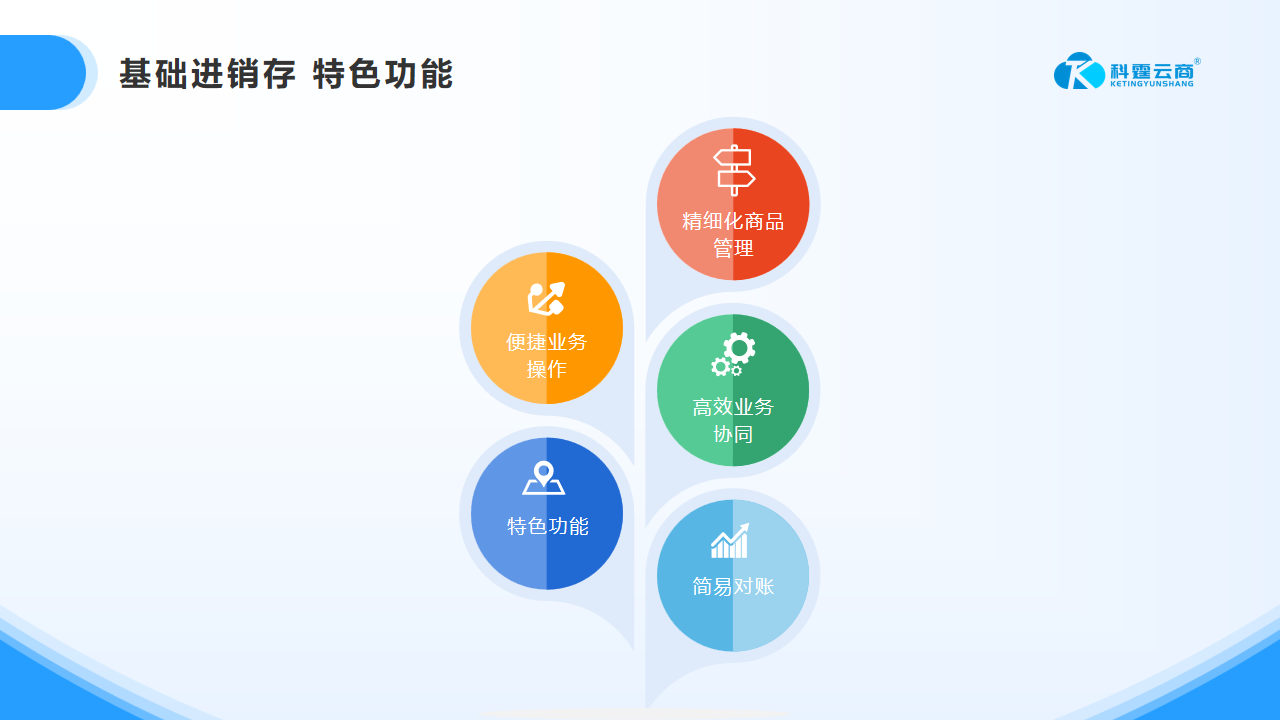 基础进销存 特色功能
科霆云商®
KETINGYUNSHANG
精细化商品
管理
便捷业务
操作
高效业务
协同
特色功能
简易对账